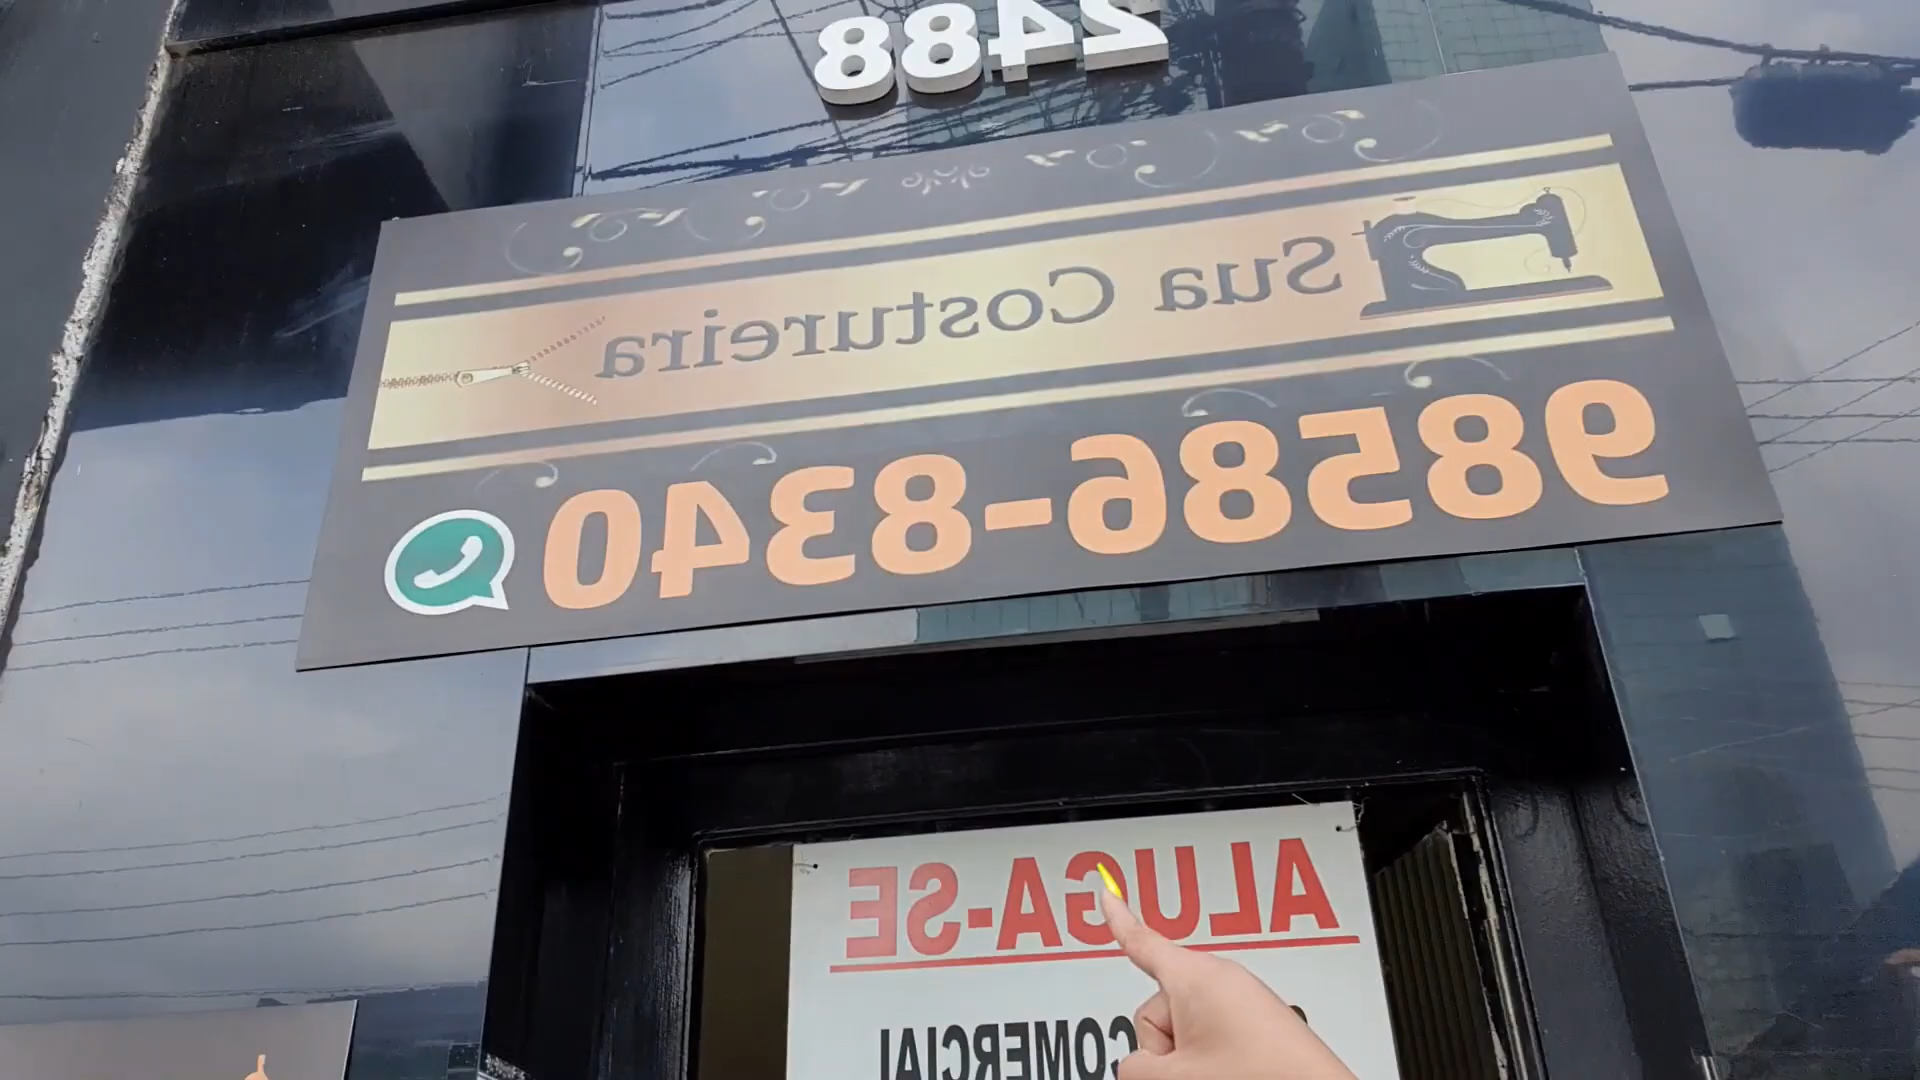 2488
Sua Costureira
98586-8340
ALUGA-SE
COMERCIAL